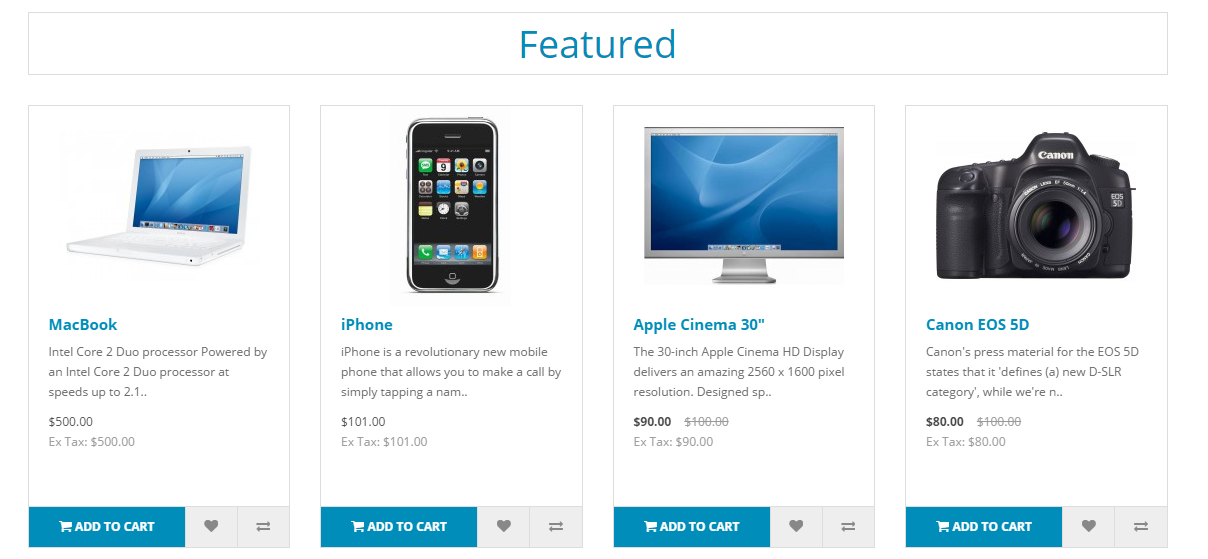 Featured
Canon
EOS
5D
MacBook
Intel Core 2 Duo processor Powered by
an Intel Core 2 Duo processor at
speeds up to 2.1..
$500.00
Ex Tax: $500.00
ADD TO CART
iPhone
iPhone is a revolutionary new mobile
phone that allows you to make a call by
simply tapping a nam..
$101.00
Ex Tax: $101.00
ADD TO CART
Apple Cinema 30"
The 30-inch Apple Cinema HD Display
delivers an amazing 2560 x 1600 pixel
resolution. Designed sp..
$90.00 $100.00
Ex Tax: $90.00
ADD TO CART
Canon EOS 5D
Canon's press material for the EOS 5D
states that it 'defines (a) new D-SLR
category', while we're n..
$80.00 $100.00
Ex Tax: $80.00
ADD TO CART